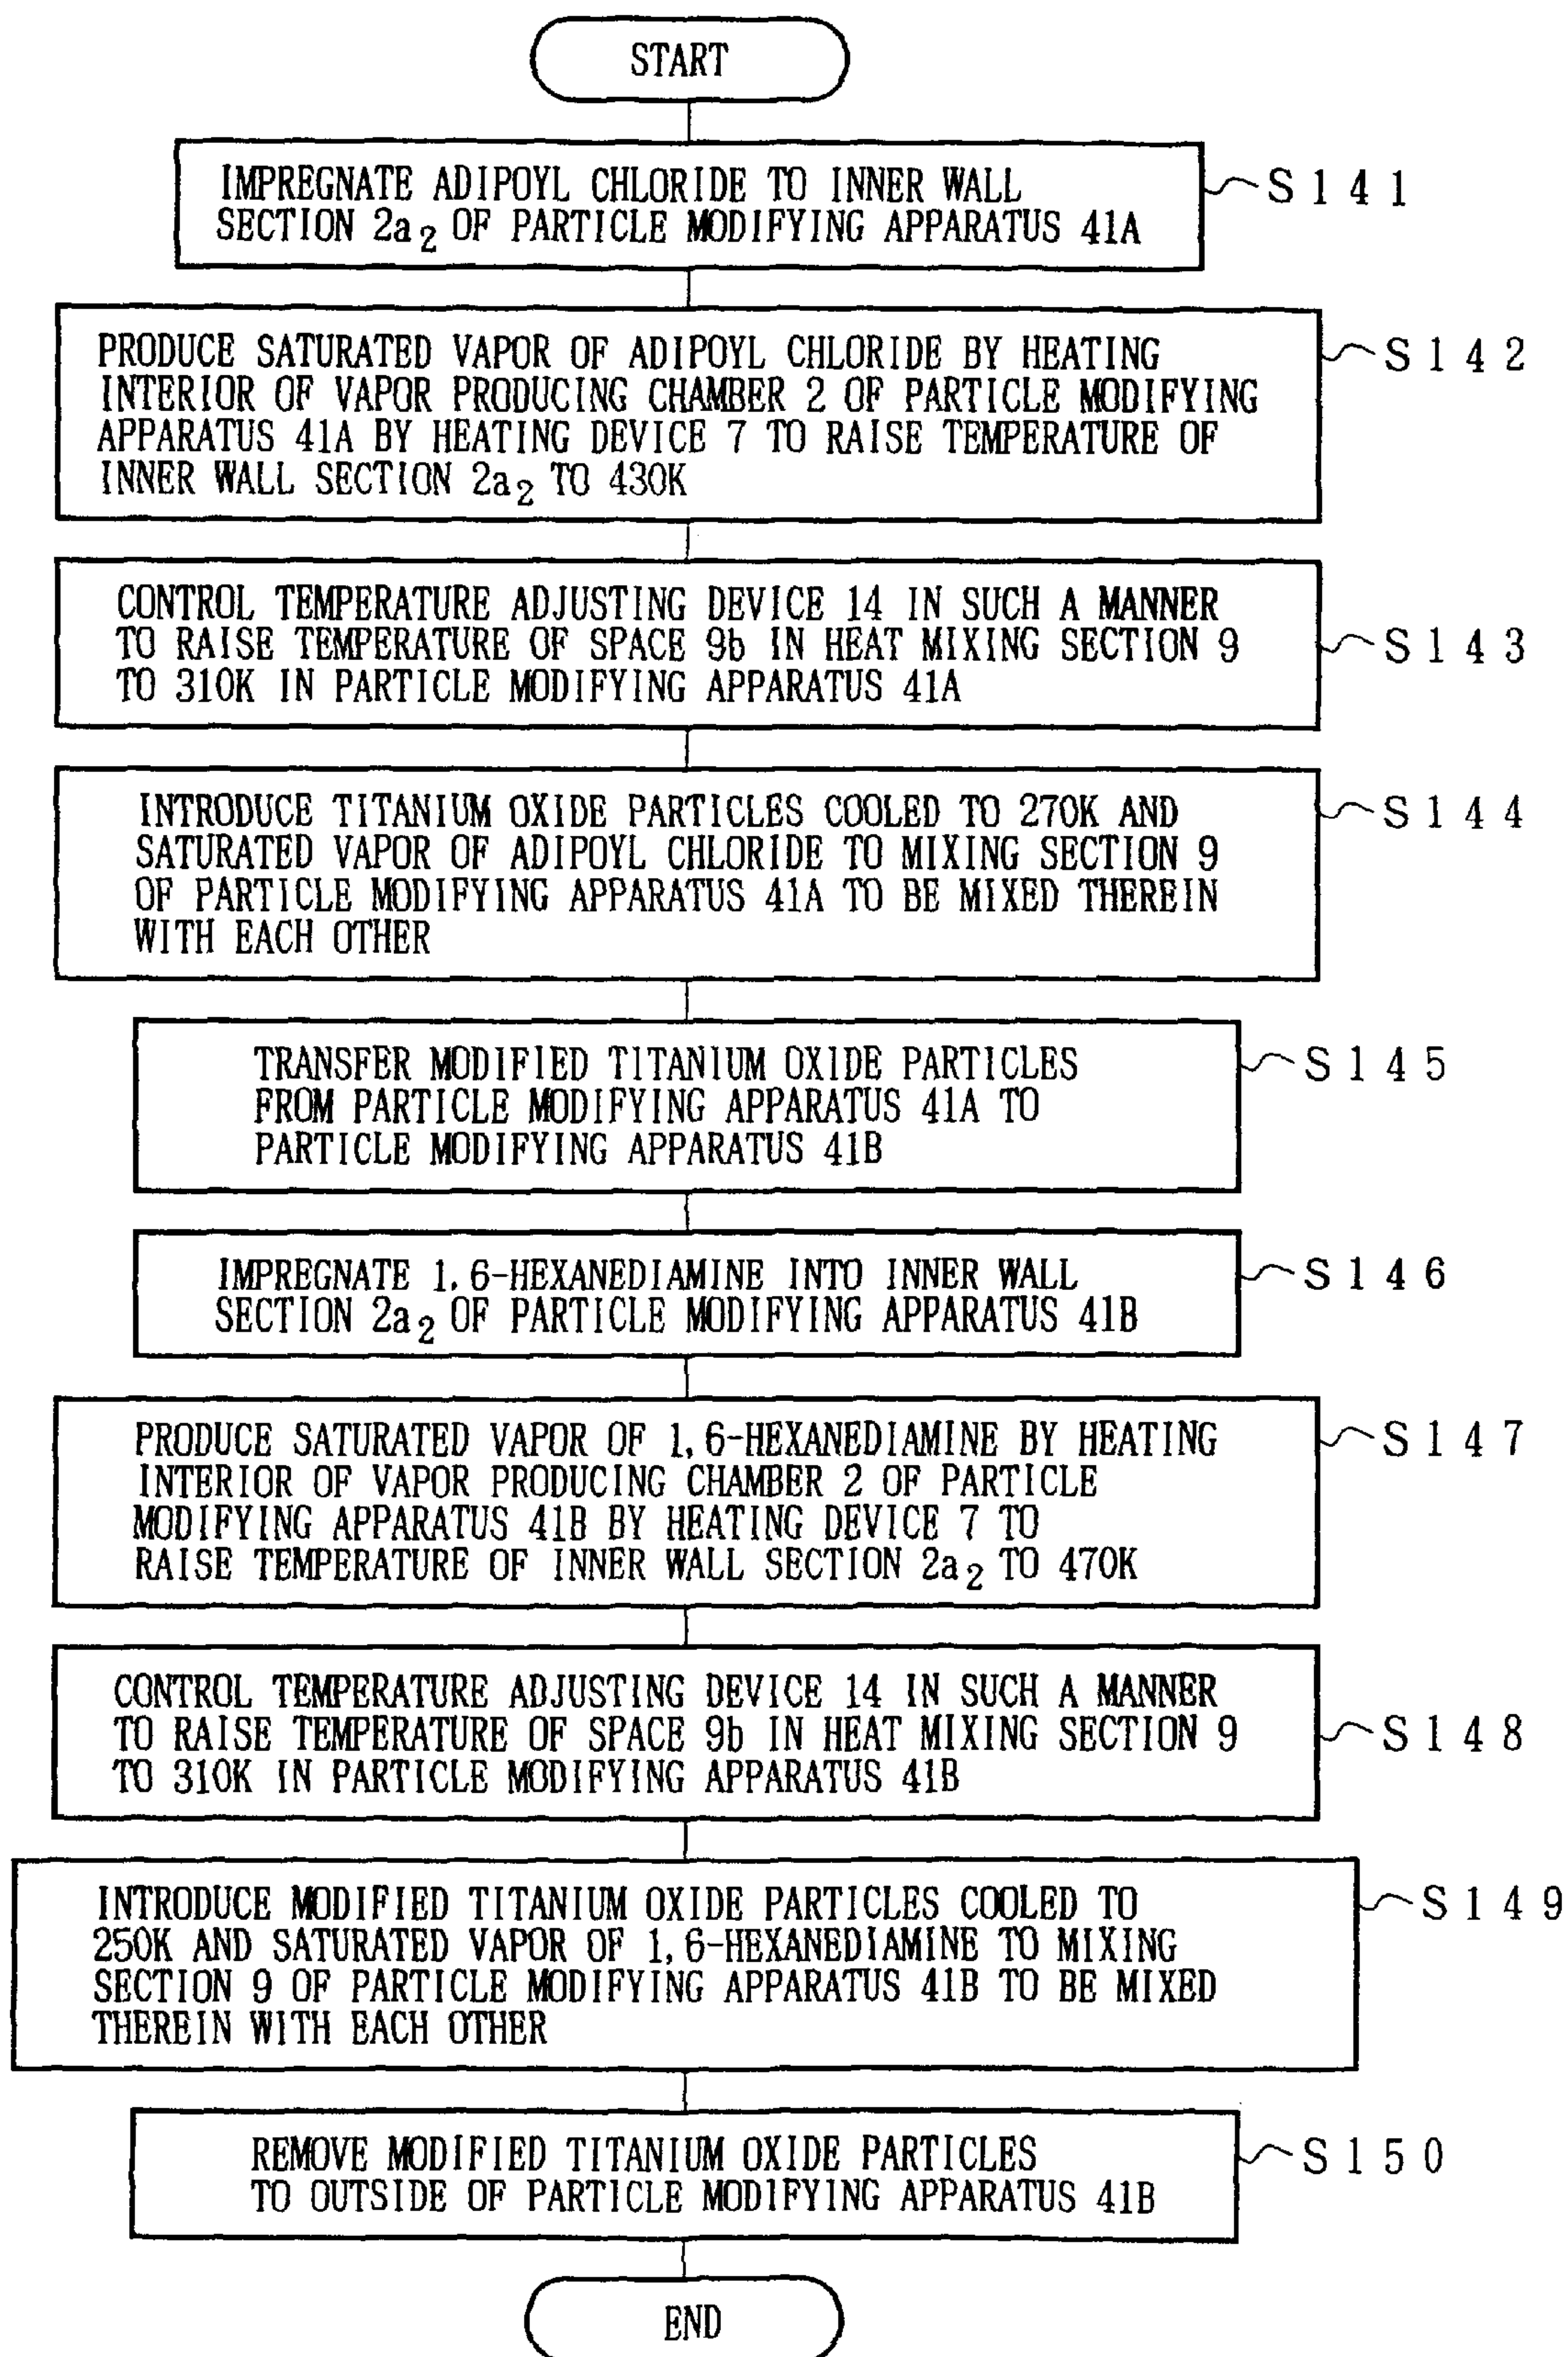 START
IMPREGNATE ADIPOYL CHLORIDE TO INNER WALL
SECTION 2a2 OF PARTICLE MODIFYING APPARATUS 41A
S141
PRODUCE SATURATED VAPOR OF ADIPOYL CHLORIDE BY HEATING
INTERIOR OF VAPOR PRODUCING CHAMBER 2 OF PARTICLE MODIFYING
APPARATUS 41A BY HEATING DEVICE 7 TO RAISE TEMPERATURE OF
INNER WALL SECTION 2a2 TO 430K
S142
CONTROL TEMPERATURE ADJUSTING DEVICE 14 IN SUCH A MANNER
TO RAISE TEMPERATURE OF SPACE 9b IN HEAT MIXING SECTION 9
TO 310K IN PARTICLE MODIFYING APPARATUS 41A
S143
INTRODUCE TITANIUM OXIDE PARTICLES COOLED TO 270K AND
SATURATED VAPOR OF ADIPOYL CHLORIDE TO MIXING SECTION 9
OF PARTICLE MODIFYING APPARATUS 41A TO BE MIXED THEREIN
WITH EACH OTHER
S144
TRANSFER MODIFIED TITANIUM OXIDE PARTICLES
FROM PARTICLE MODIFYING APPARATUS 41A TO
PARTICLE MODIFYING APPARATUS 41B
S145
IMPREGNATE 1,6-HEXANEDIAMINE INTO INNER WALL
SECTION 2a2 OF PARTICLE MODIFYING APPARATUS 41B
S146
PRODUCE SATURATED VAPOR OF 1,6-HEXANEDIAMINE BY HEATING
INTERIOR OF VAPOR PRODUCING CHAMBER 2 OF PARTICLE
MODIFYING APPARATUS 41B BY HEATING DEVICE 7 TO
RAISE TEMPERATURE OF INNER WALL SECTION 2a2 TO 470K
S147
CONTROL TEMPERATURE ADJUSTING DEVICE 14 IN SUCH A MANNER
TO RAISE TEMPERATURE OF SPACE 9b IN HEAT MIXING SECTION 9
TO 310K IN PARTICLE MODIFYING APPARATUS 41B
S148
INTRODUCE MODIFIED TITANIUM OXIDE PARTICLES COOLED TO
250K AND SATURATED VAPOR OF 1,6-HEXANEDIAMINE TO MIXING
SECTION 9 OF PARTICLE MODIFYING APPARATUS 41B TO BE MIXED
THEREIN WITH EACH OTHER
S149
REMOVE MODIFIED TITANIUM OXIDE PARTICLES
TO OUTSIDE OF PARTICLE MODIFYING APPARATUS 41B
S150
END